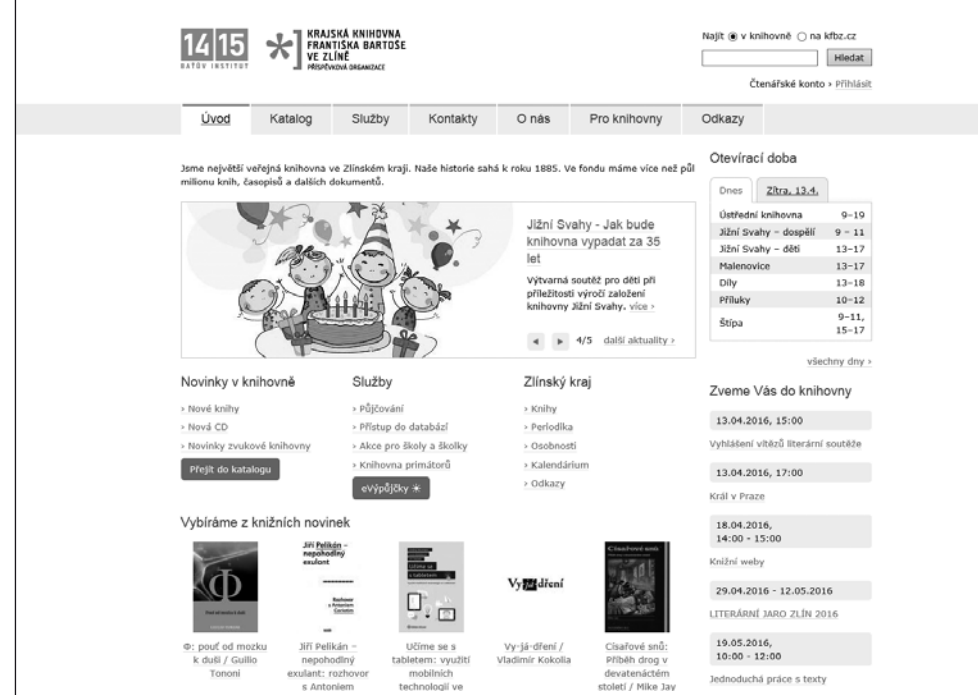 14|15
BAŤŮV INSTITUT
KRAJSKÁ KNIHOVNA
FRANTIŠKA BARTOŠE
VE ZLÍNĚ
PŘÍSPĚVKOVÁ ORGANIZACE
Najít v knihovně na kfbz.cz
Hledat
Čtenářské konto › Přihlásit
Úvod Katalog Služby Kontakty O nás Pro knihovny Odkazy
Jsme největší veřejná knihovna ve Zlínském kraji. Naše historie sahá k roku 1885. Ve fondu máme více než půl
milionu knih, časopisů a dalších dokumentů.
Jižní Svahy - Jak bude
knihovna vypadat za 35
let
Výtvarná soutěž pro děti při
příležitosti výročí založení
knihovny Jižní Svahy. více ›
4/5 další aktuality ›
Novinky v knihovně
› Nové knihy
› Nová CD
› Novinky zvukové knihovny
Přejít do katalogu
Služby
› Půjčování
› Přístup do databází
› Akce pro školy a školky
› Knihovna primátorů
eVýpůjčky
Zlínský kraj
› Knihy
› Periodika
› Osobnosti
› Kalendárium
› Odkazy
Vybíráme z knižních novinek
Φ
Jiří Pelikán –
nepohodlný
exulant
Rozhovor
s Antoniem
Cariotim
Učíme se
s tabletem
Vy-já-dření
Císařové snů
Φ: pouť od mozku
k duši / Guilio
Tononi
Jiří Pelikán –
nepohodlný
exulant: rozhovor
s Antoniem
Učíme se s
tabletem: využití
mobilních
technologií ve
Vy-já-dření /
Vladimír Kokolia
Císařové snů:
Příběh drog v
devatenáctém
století / Mike Jay
Otevírací doba
Dnes Zítra, 13.4.
Ústřední knihovna 9–19
Jižní Svahy – dospělí 9 – 11
Jižní Svahy – děti 13–17
Malenovice 13–17
Díly 13–18
Příluky 10–12
Štípa 9–11,
15–17
všechny dny ›
Zveme Vás do knihovny
13.04.2016, 15:00
Vyhlášení vítězů literární soutěže
13.04.2016, 17:00
Král v Praze
18.04.2016,
14:00 - 15:00
Knižní weby
29.04.2016 - 12.05.2016
LITERÁRNÍ JARO ZLÍN 2016
19.05.2016,
10:00 - 12:00
Jednoduchá práce s texty